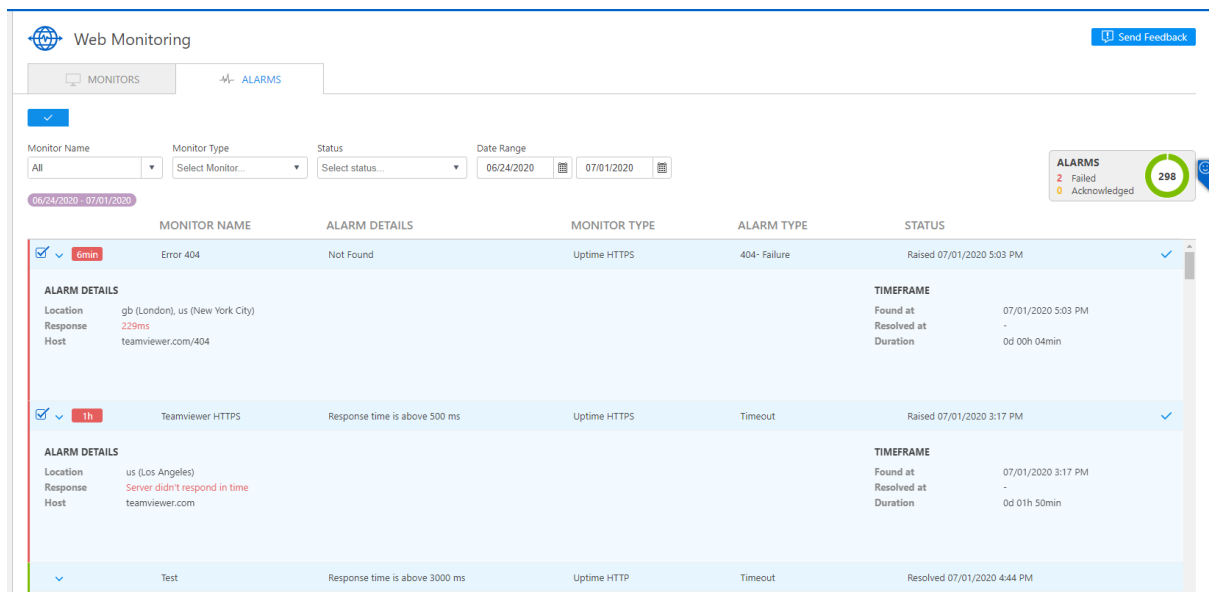 Web Monitoring
Send Feedback
MONITORS ALARMS
Monitor Name Monitor Type Status Date Range
All Select Monitor... Select status... 06/24/2020 07/01/2020
ALARMS
2 Failed
0 Acknowledged
298
06/24/2020 - 07/01/2020
MONITOR NAME ALARM DETAILS MONITOR TYPE ALARM TYPE STATUS
6min Error 404 Not Found Uptime HTTPS 404- Failure Raised 07/01/2020 5:03 PM
ALARM DETAILS TIMEFRAME
Location gb (London), us (New York City) Found at 07/01/2020 5:03 PM
Response 229ms Resolved at -
Host teamviewer.com/404 Duration 0d 00h 04min
1h Teamviewer HTTPS Response time is above 500 ms Uptime HTTPS Timeout Raised 07/01/2020 3:17 PM
ALARM DETAILS TIMEFRAME
Location us (Los Angeles) Found at 07/01/2020 3:17 PM
Response Server didn't respond in time Resolved at -
Host teamviewer.com Duration 0d 01h 50min
Test Response time is above 3000 ms Uptime HTTP Timeout Resolved 07/01/2020 4:44 PM